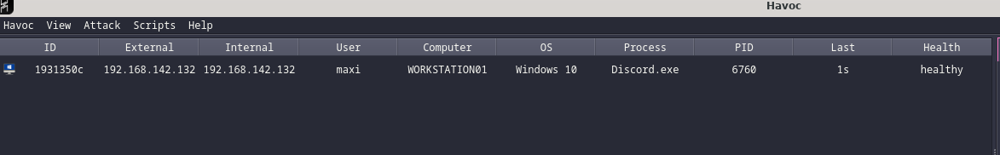 Havoc
Havoc View Attack Scripts Help
ID External Internal User Computer OS Process PID Last Health
1931350c 192.168.142.132 192.168.142.132 maxi WORKSTATION01 Windows 10 Discord.exe 6760 1s healthy